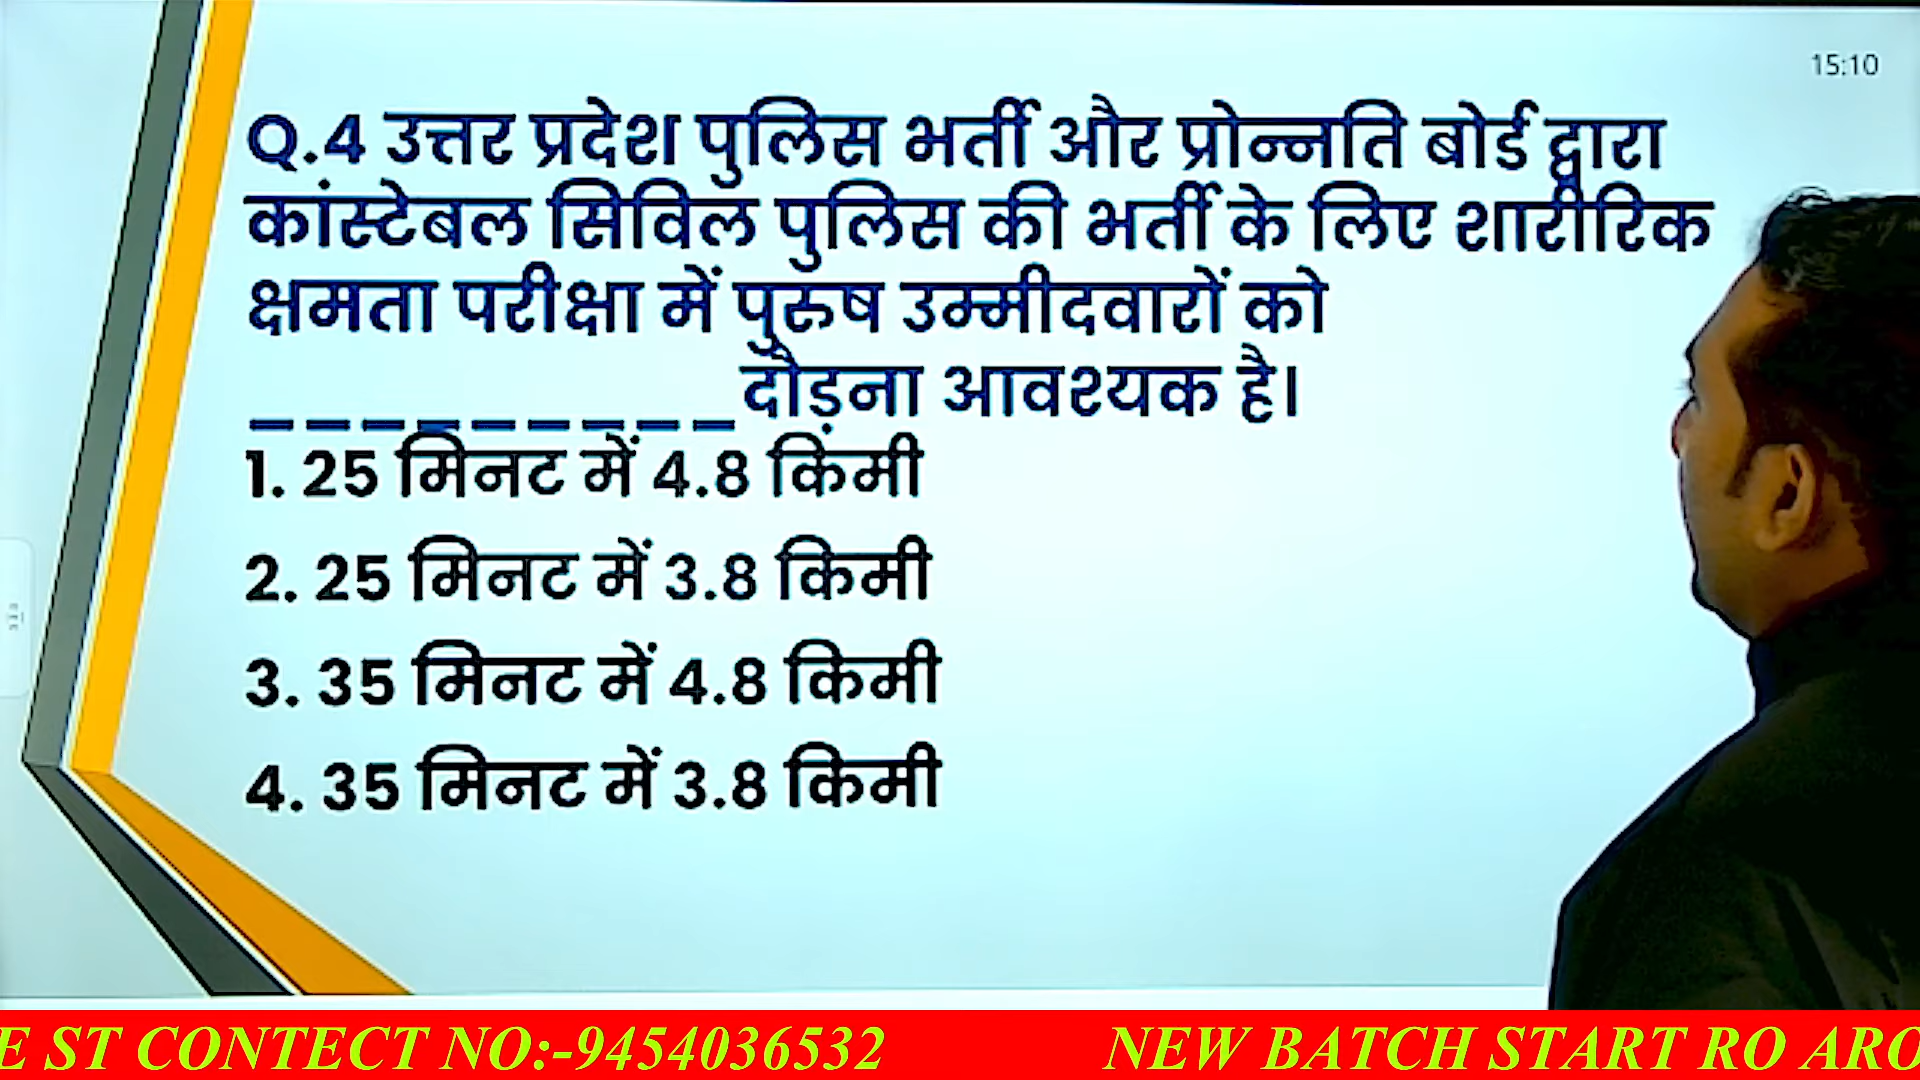 15:10
Q.4 उत्तर प्रदेश पुलिस भर्ती और प्रोन्नति बोर्ड द्वारा
कांस्टेबल सिविल पुलिस की भर्ती के लिए शारीरिक
क्षमता परीक्षा में पुरुष उम्मीदवारों को
_ _ _ _ _ _ _ _ _ दौड़ना आवश्यक है।
1. 25 मिनट में 4.8 किमी
2. 25 मिनट में 3.8 किमी
3. 35 मिनट में 4.8 किमी
4. 35 मिनट में 3.8 किमी
E ST CONTECT NO:-9454036532 NEW BATCH START RO ARO